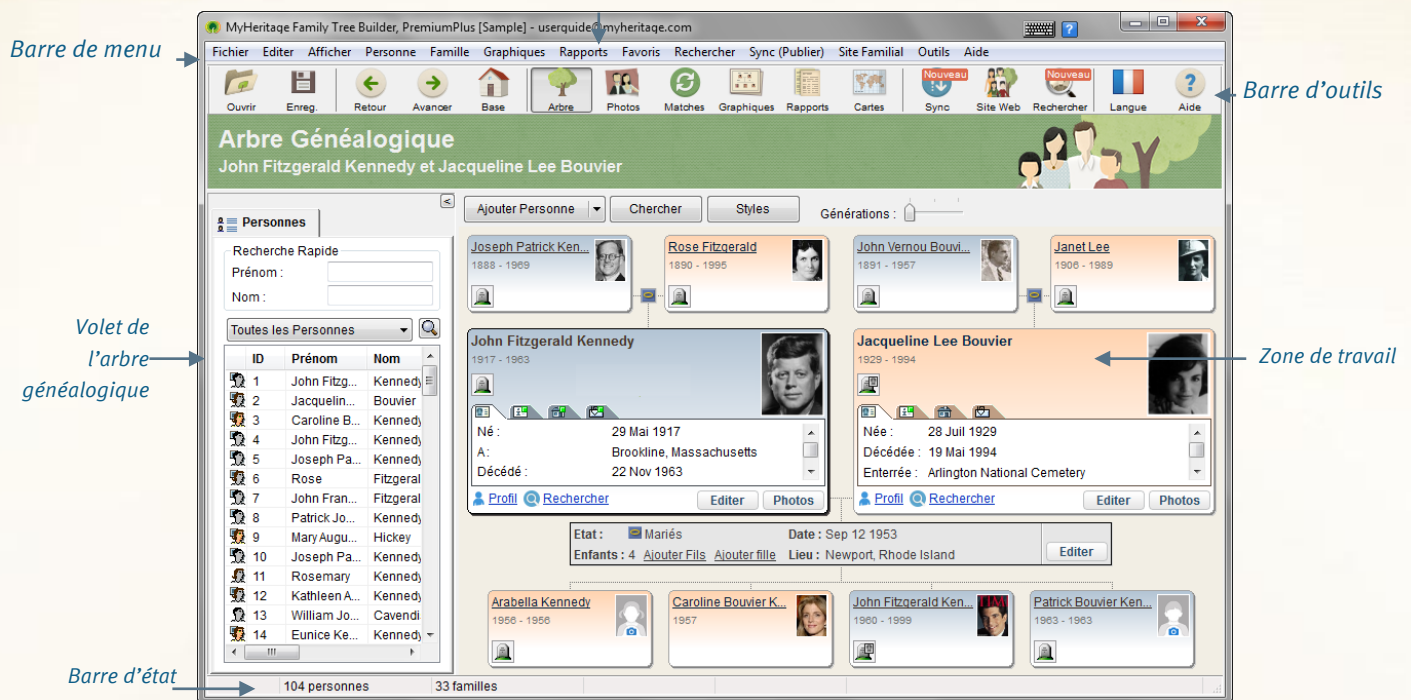 MyHeritage Family Tree Builder, PremiumPlus [Sample] - userguide@myheritage.com
Barre de menu
Fichier Editer Afficher Personne Famille Graphiques Rapports Favoris Rechercher Sync (Publier) Site Familial Outils Aide
Nouveau Nouveau
Ouvrir Enreg. Retour Avancer Base Arbre Photos Matches Graphiques Rapports Cartes Sync Site Web Rechercher Langue Aide
Barre d'outils
Arbre Généalogique
John Fitzgerald Kennedy et Jacqueline Lee Bouvier
Personnes
Ajouter Personne Chercher Styles Générations :
Recherche Rapide
Prénom :
Nom :
Toutes les Personnes
Volet de
l'arbre
généalogique
ID Prénom Nom
1 John Fitzg... Kennedy
2 Jacquelin... Bouvier
3 Caroline B... Kennedy
4 John Fitzg... Kennedy
5 Joseph Pa... Kennedy
6 Rose Fitzgeral
7 John Fran... Fitzgeral
8 Patrick Jo... Kennedy
9 Mary Augu... Hickey
10 Joseph Pa... Kennedy
11 Rosemary Kennedy
12 Kathleen A... Kennedy
13 William Jo... Cavendi
14 Eunice Ke... Kennedy
Joseph Patrick Ken...
1888 - 1969
Rose Fitzgerald
1890 - 1995
John Vernou Bouvi...
1891 - 1957
Janet Lee
1906 - 1989
John Fitzgerald Kennedy
1917 - 1963
Né : 29 Mai 1917
A : Brookline, Massachusetts
Décédé : 22 Nov 1963
Profil Rechercher Editer Photos
Jacqueline Lee Bouvier
1929 - 1994
Née : 28 Juil 1929
Décédée : 19 Mai 1994
Enterrée : Arlington National Cemetery
Profil Rechercher Editer Photos
Zone de travail
Etat : Mariés Date : Sep 12 1953
Enfants : 4 Ajouter Fils Ajouter fille Lieu : Newport, Rhode Island
Editer
Arabella Kennedy
1956 - 1956
Caroline Bouvier K...
1957
John Fitzgerald Ken...
1960 - 1999
Patrick Bouvier Ken...
1963 - 1963
Barre d'état
104 personnes 33 familles